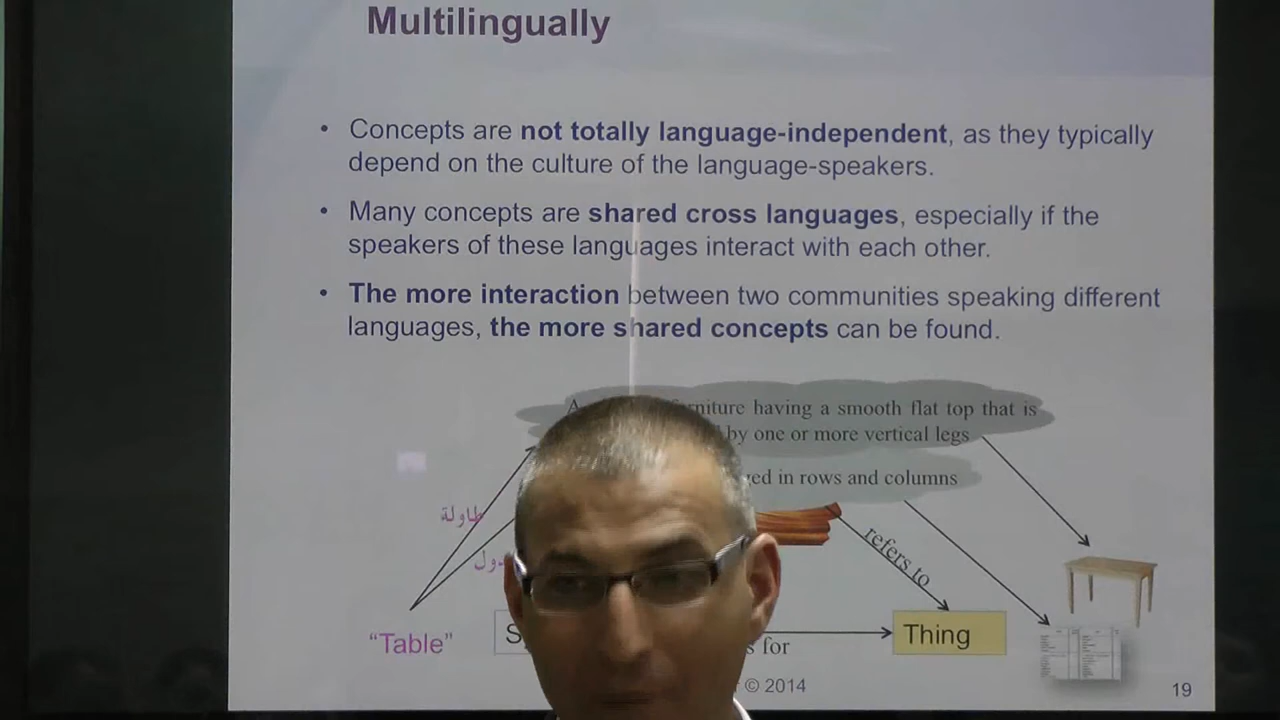 Multilingually
• Concepts are not totally language-independent, as they typically
depend on the culture of the language-speakers.
• Many concepts are shared cross languages, especially if the
speakers of these languages interact with each other.
• The more interaction between two communities speaking different
languages, the more shared concepts can be found.
having a smooth flat top that is
by one or more vertical legs
in rows and columns
طاولة
refers to
"Table"
Thing
for
© 2014
19